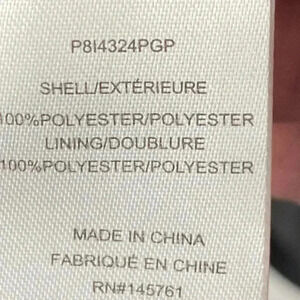 P8I4324PGP
SHELL/EXTÉRIEURE
100%POLYESTER/POLYESTER
LINING/DOUBLURE
100%POLYESTER/POLYESTER
MADE IN CHINA
FABRIQUÉ EN CHINE
RN#145761